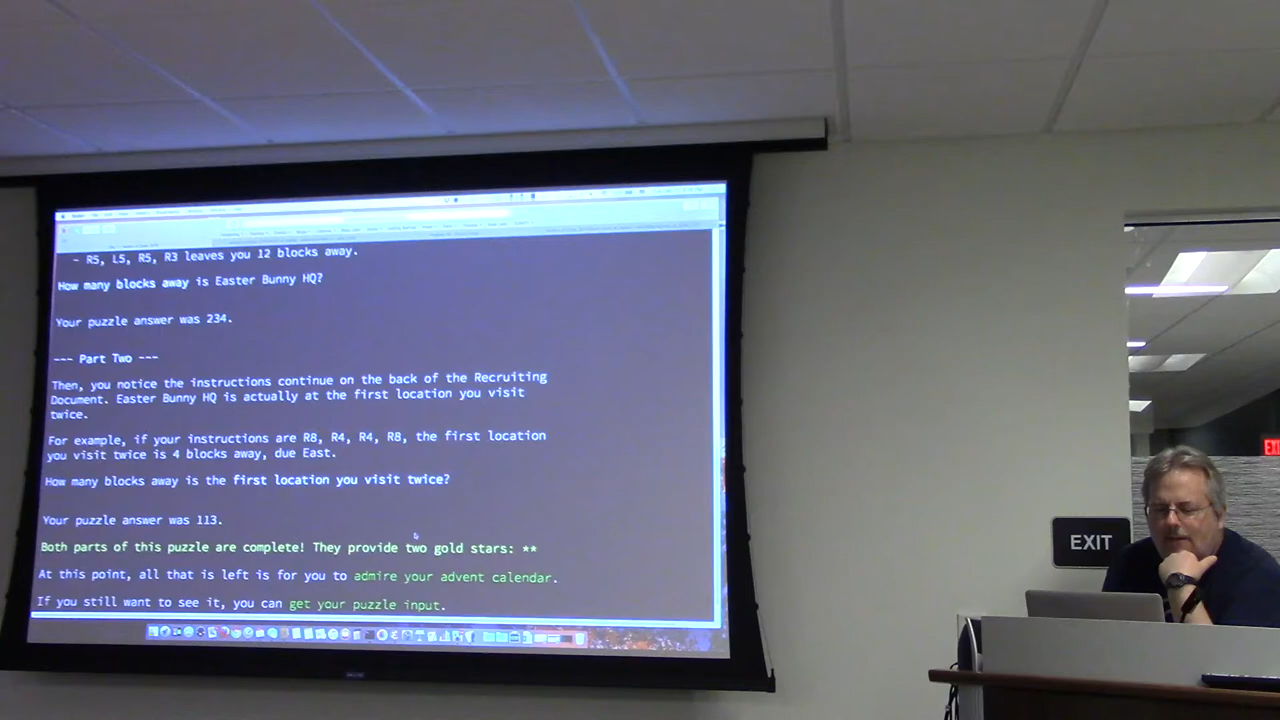 - R5, L5, R5, R3 leaves you 12 blocks away.
How many blocks away is Easter Bunny HQ?
Your puzzle answer was 234.
--- Part Two ---
Then, you notice the instructions continue on the back of the Recruiting
Document. Easter Bunny HQ is actually at the first location you visit
twice.
For example, if your instructions are R8, R4, R4, R8, the first location
you visit twice is 4 blocks away, due East.
How many blocks away is the first location you visit twice?
Your puzzle answer was 113.
Both parts of this puzzle are complete! They provide two gold stars: **
At this point, all that is left is for you to admire your advent calendar.
If you still want to see it, you can get your puzzle input.
EXIT